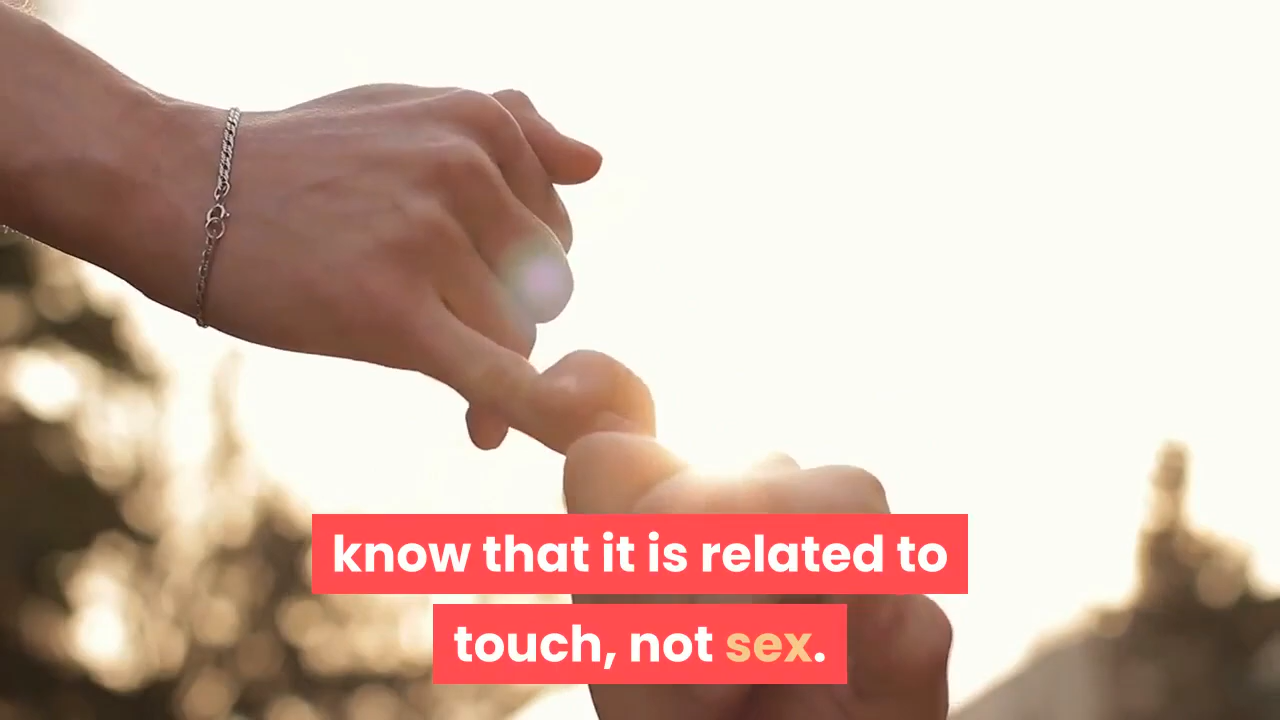 know that it is related to
touch, not sex.